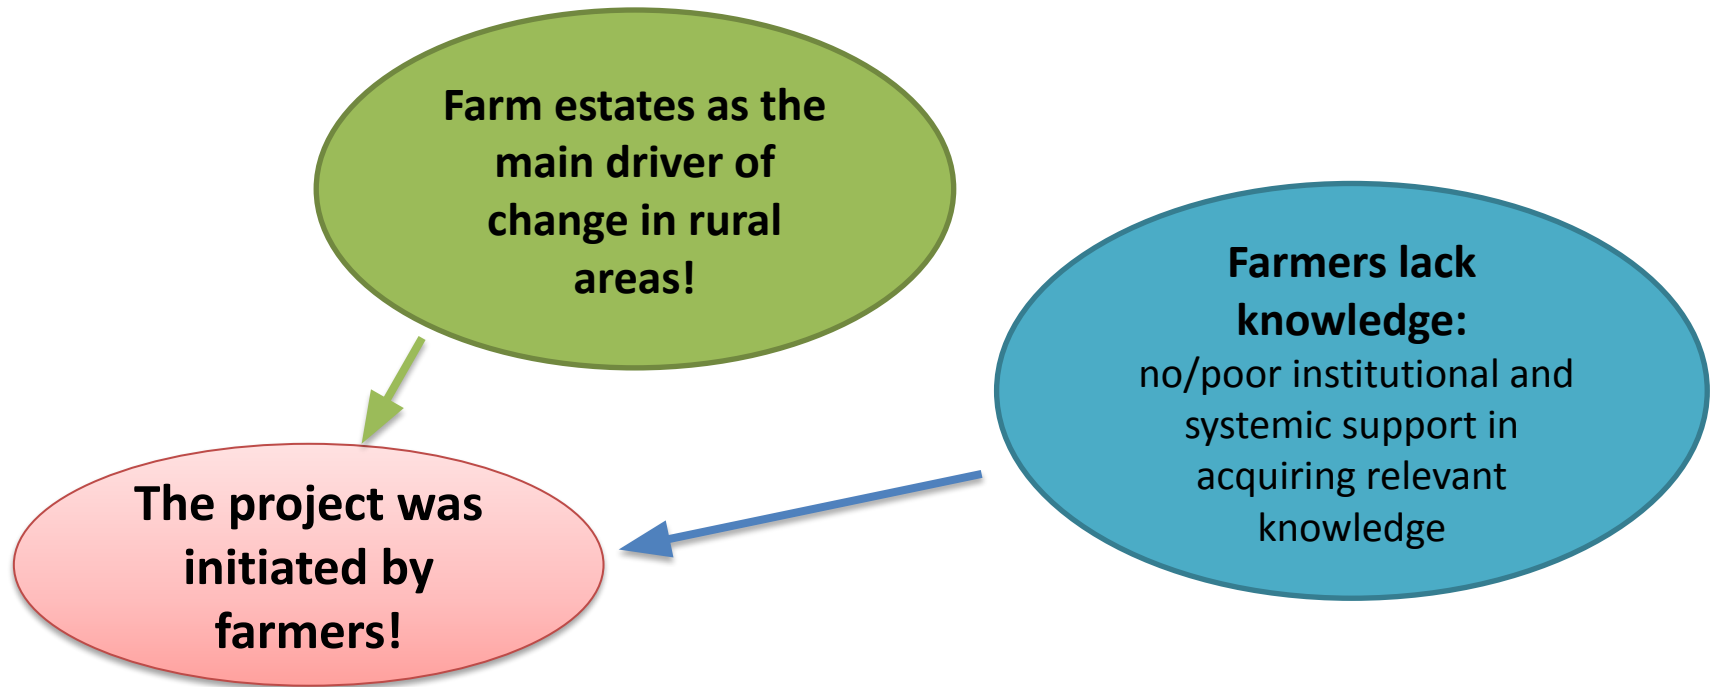 Farm estates as the
main driver of
change in rural
areas!
Farmers lack
knowledge:
no/poor institutional and
systemic support in
acquiring relevant
knowledge
The project was
initiated by
farmers!